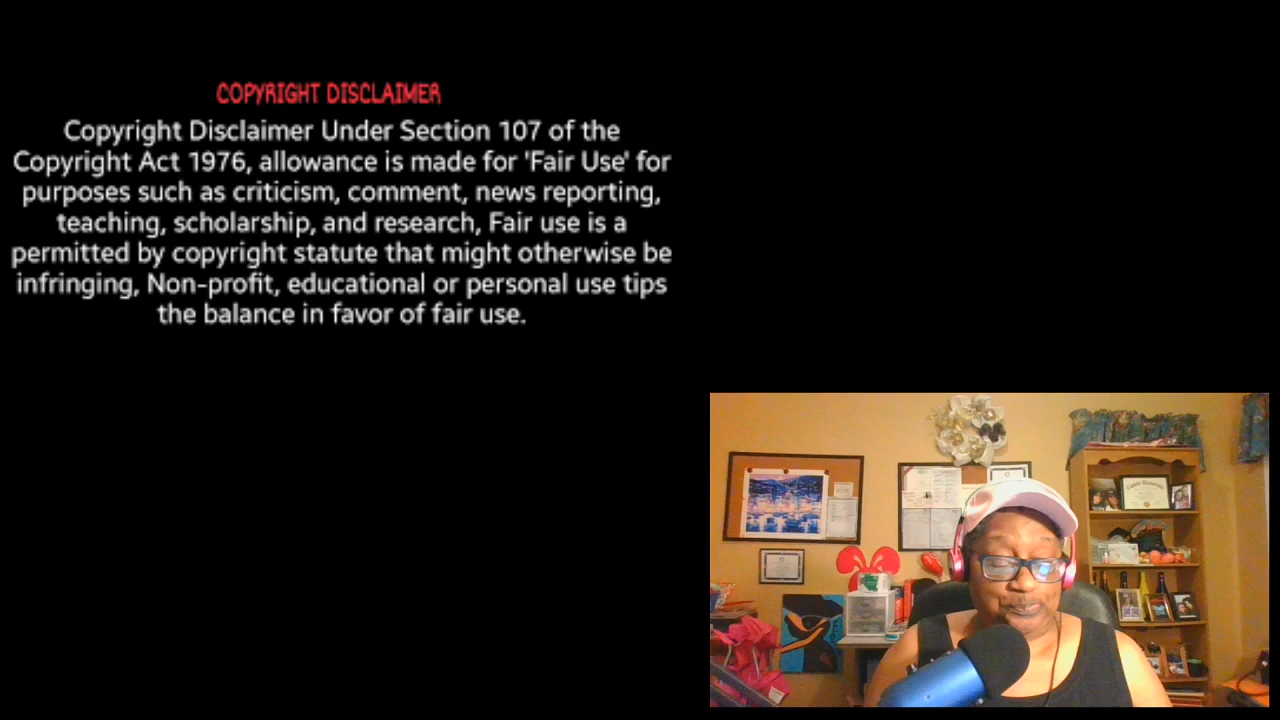 COPYRIGHT DISCLAIMER
Copyright Disclaimer Under Section 107 of the
Copyright Act 1976, allowance is made for 'Fair Use' for
purposes such as criticism, comment, news reporting,
teaching, scholarship, and research, Fair use is a
permitted by copyright statute that might otherwise be
infringing, Non-profit, educational or personal use tips
the balance in favor of fair use.